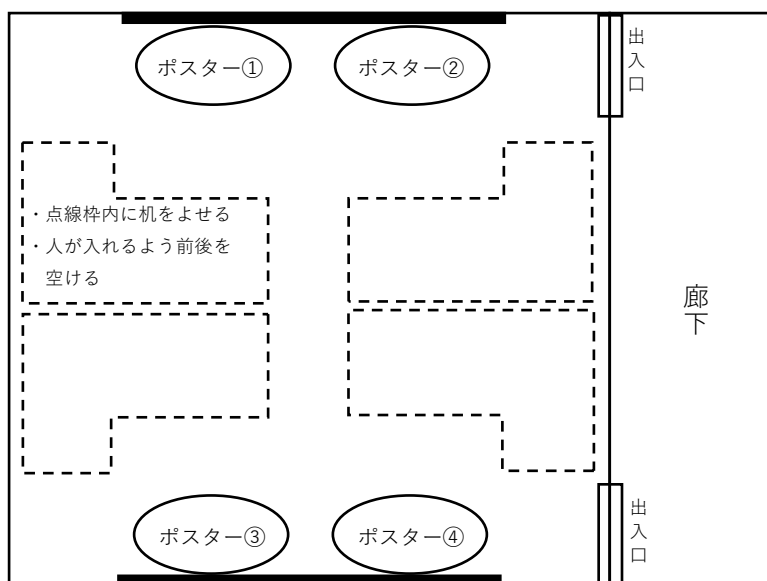 ポスター①
ポスター②
出入口
・点線枠内に机をよせる
・人が入れるよう前後を
空ける
廊下
ポスター③
ポスター④
出入口